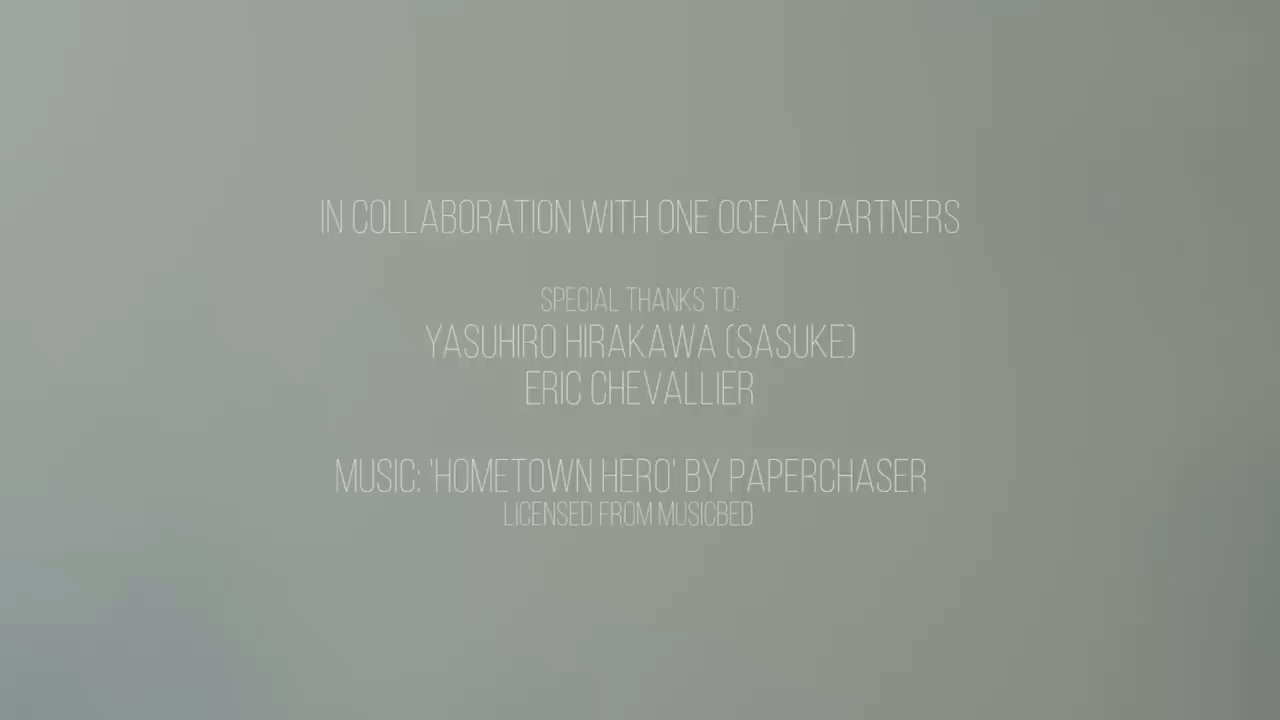 IN COLLABORATION WITH ONE OCEAN PARTNERS
SPECIAL THANKS TO:
YASUHIRO HIRAKAWA (SASUKE)
ERIC CHEVALLIER
MUSIC: 'HOMETOWN HERO' BY PAPERCHASER
LICENSED FROM MUSICBED